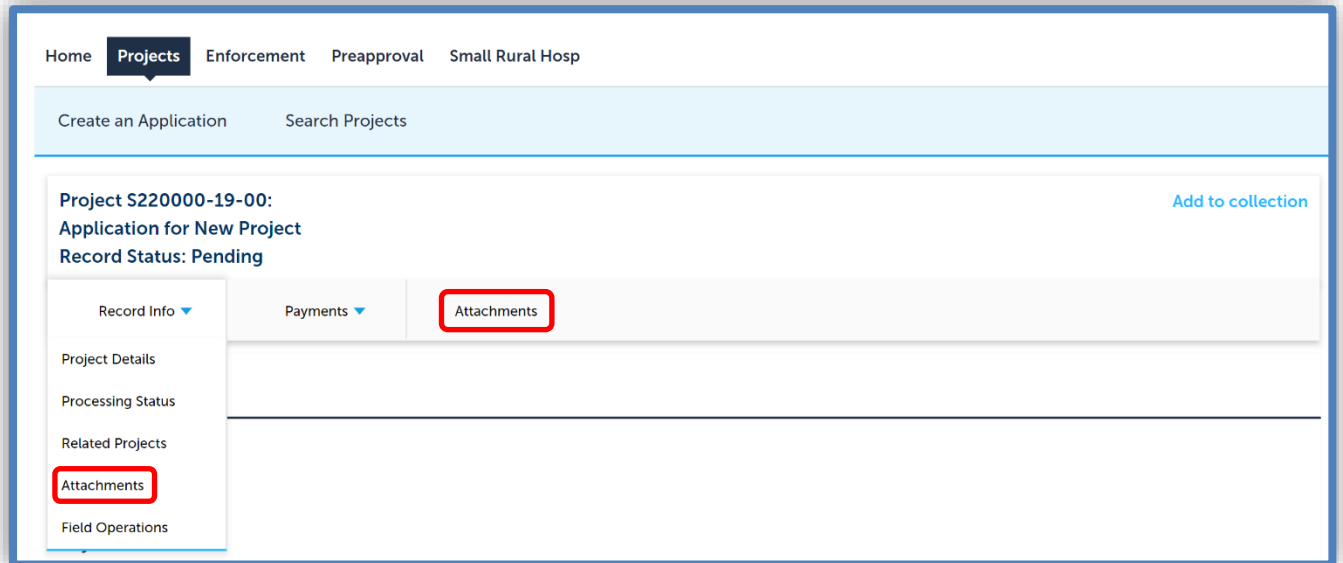 Home Projects Enforcement Preapproval Small Rural Hosp
Create an Application Search Projects
Project S220000-19-00:
Add to collection
Application for New Project
Record Status: Pending
Record Info Payments Attachments
Project Details
Processing Status
Related Projects
Attachments
Field Operations